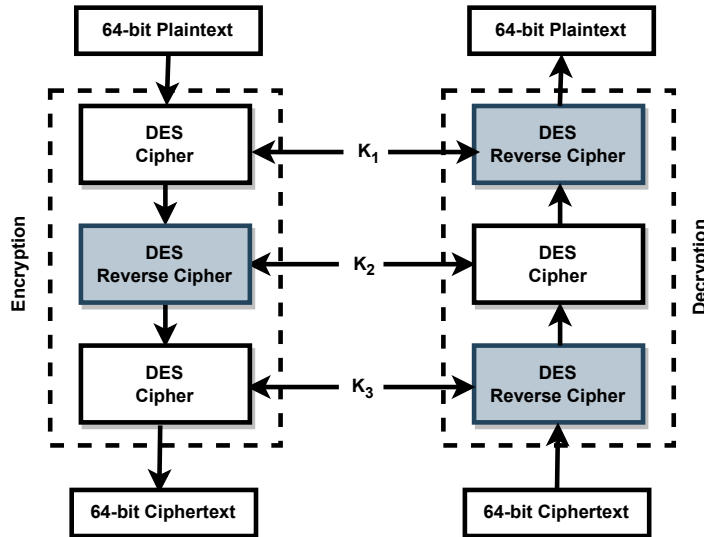 64-bit Plaintext
64-bit Plaintext
DES
Cipher
K1
DES
Reverse Cipher
Encryption
DES
Reverse Cipher
K2
DES
Cipher
Decryption
DES
Cipher
K3
DES
Reverse Cipher
64-bit Ciphertext
64-bit Ciphertext